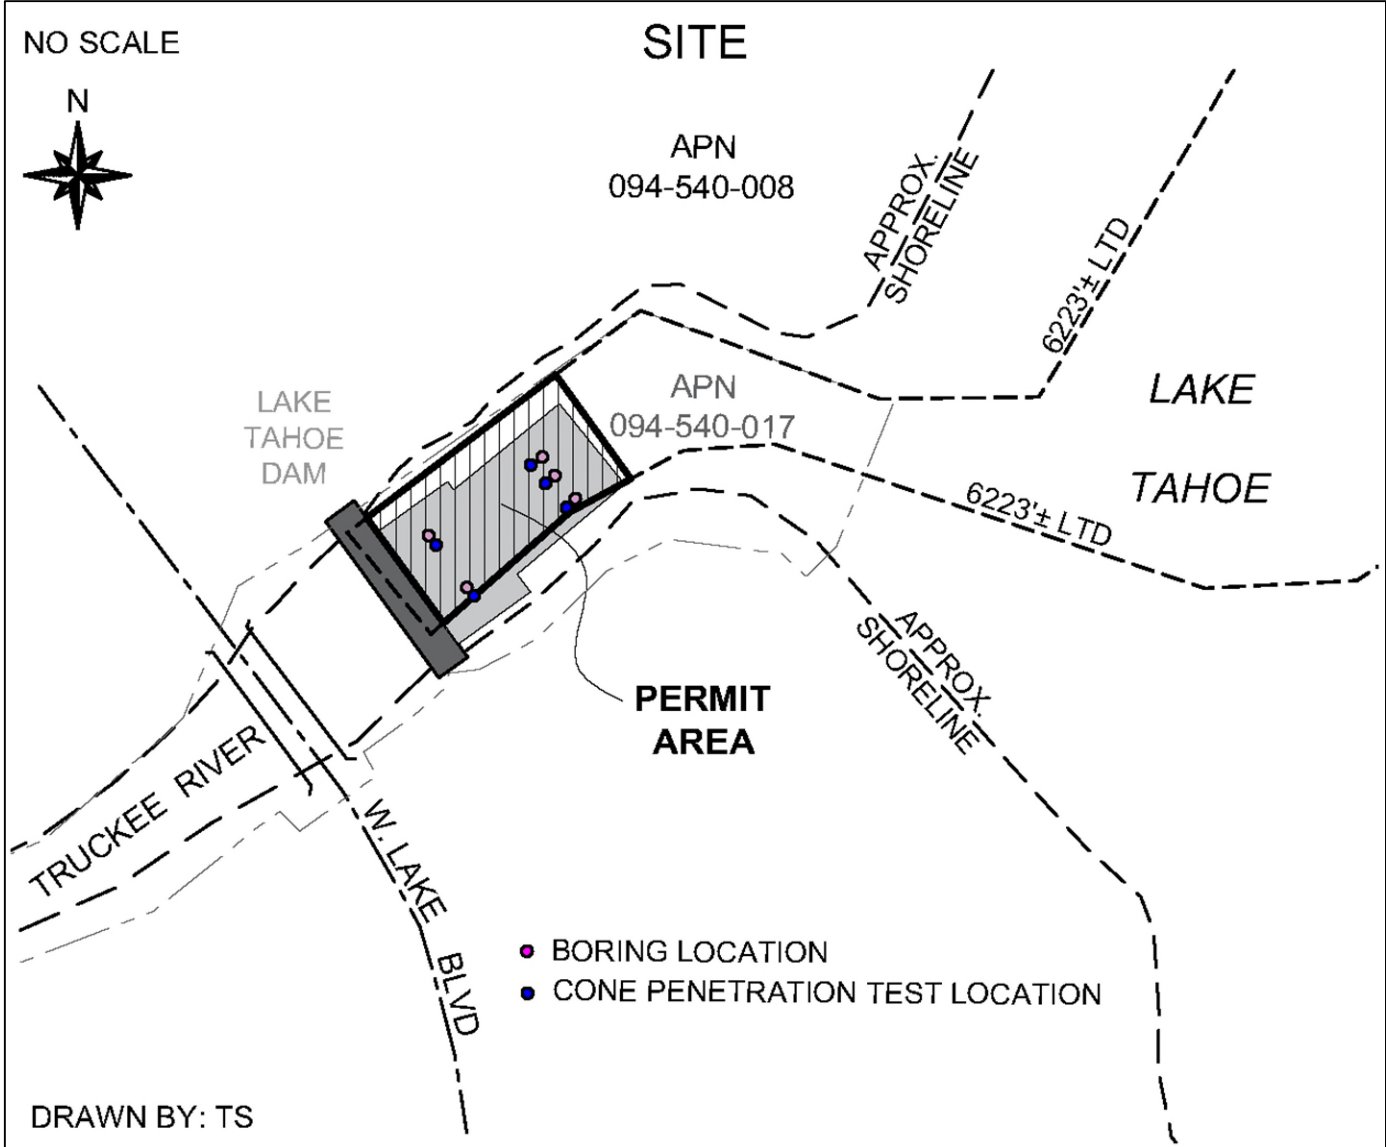 NO SCALE
SITE
N
APN
094-540-008
APPROX.
SHORELINE
6223'± LTD
LAKE
TAHOE
DAM
APN
094-540-017
LAKE
TAHOE
6223'± LTD
APPROX.
SHORELINE
PERMIT
AREA
TRUCKEE RIVER
W. LAKE BLVD
BORING LOCATION
CONE PENETRATION TEST LOCATION
DRAWN BY: TS